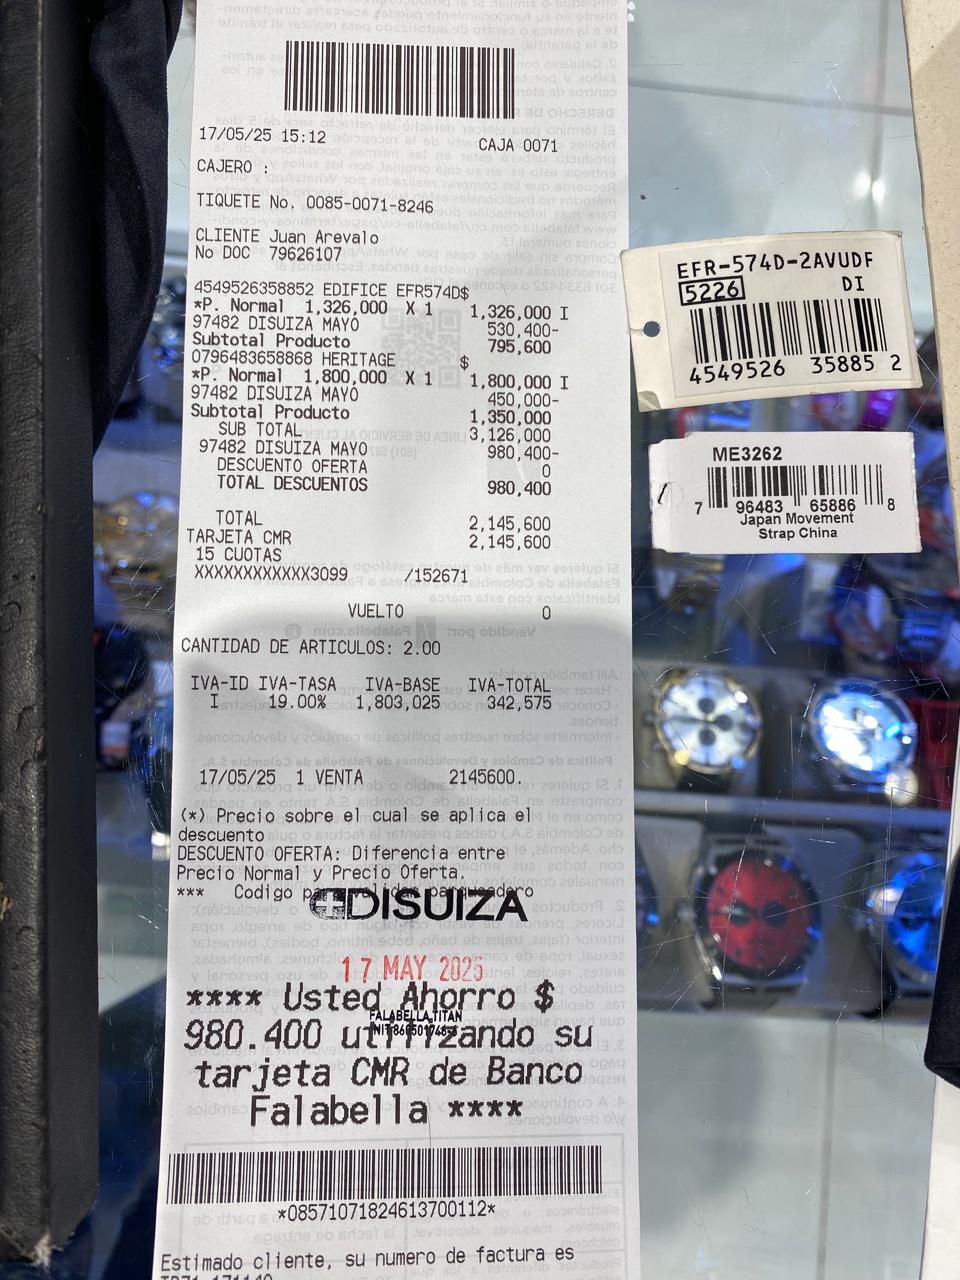 17/05/25 15:12 CAJA 0071
CAJERO :
TIQUETE No. 0085-0071-8246
CLIENTE Juan Arevalo
No DOC 79626107
4549526358852 EDIFICE EFR574D$
*P. Normal 1,326,000 X 1 1,326,000 I
97482 DISUIZA MAYO 530,400-
Subtotal Producto 795,600
0796483658868 HERITAGE $
*P. Normal 1,800,000 X 1 1,800,000 I
97482 DISUIZA MAYO 450,000-
Subtotal Producto 1,350,000
SUB TOTAL 3,126,000
97482 DISUIZA MAYO 980,400-
DESCUENTO OFERTA 0
TOTAL DESCUENTOS 980,400
TOTAL 2,145,600
TARJETA CMR 2,145,600
15 CUOTAS
XXXXXXXXXXXX3099 /152671
VUELTO 0
CANTIDAD DE ARTICULOS: 2.00
IVA-ID IVA-TASA IVA-BASE IVA-TOTAL
I 19.00% 1,803,025 342,575
17/05/25 1 VENTA 2145600.
(*) Precio sobre el cual se aplica el
descuento
DESCUENTO OFERTA: Diferencia entre
Precio Normal y Precio Oferta.
*** Codigo parqueadero
DISUIZA
17 MAY 2025
**** Usted Ahorro $
FALABELLA TITAN
980.400 utilizando su
tarjeta CMR de Banco
Falabella ****
*08571071824613700112*
Estimado cliente, su numero de factura es
EFR-574D-2AVUDF
5226 DI
4549526 35885 2
ME3262
7 96483 65886 8
Japan Movement
Strap China